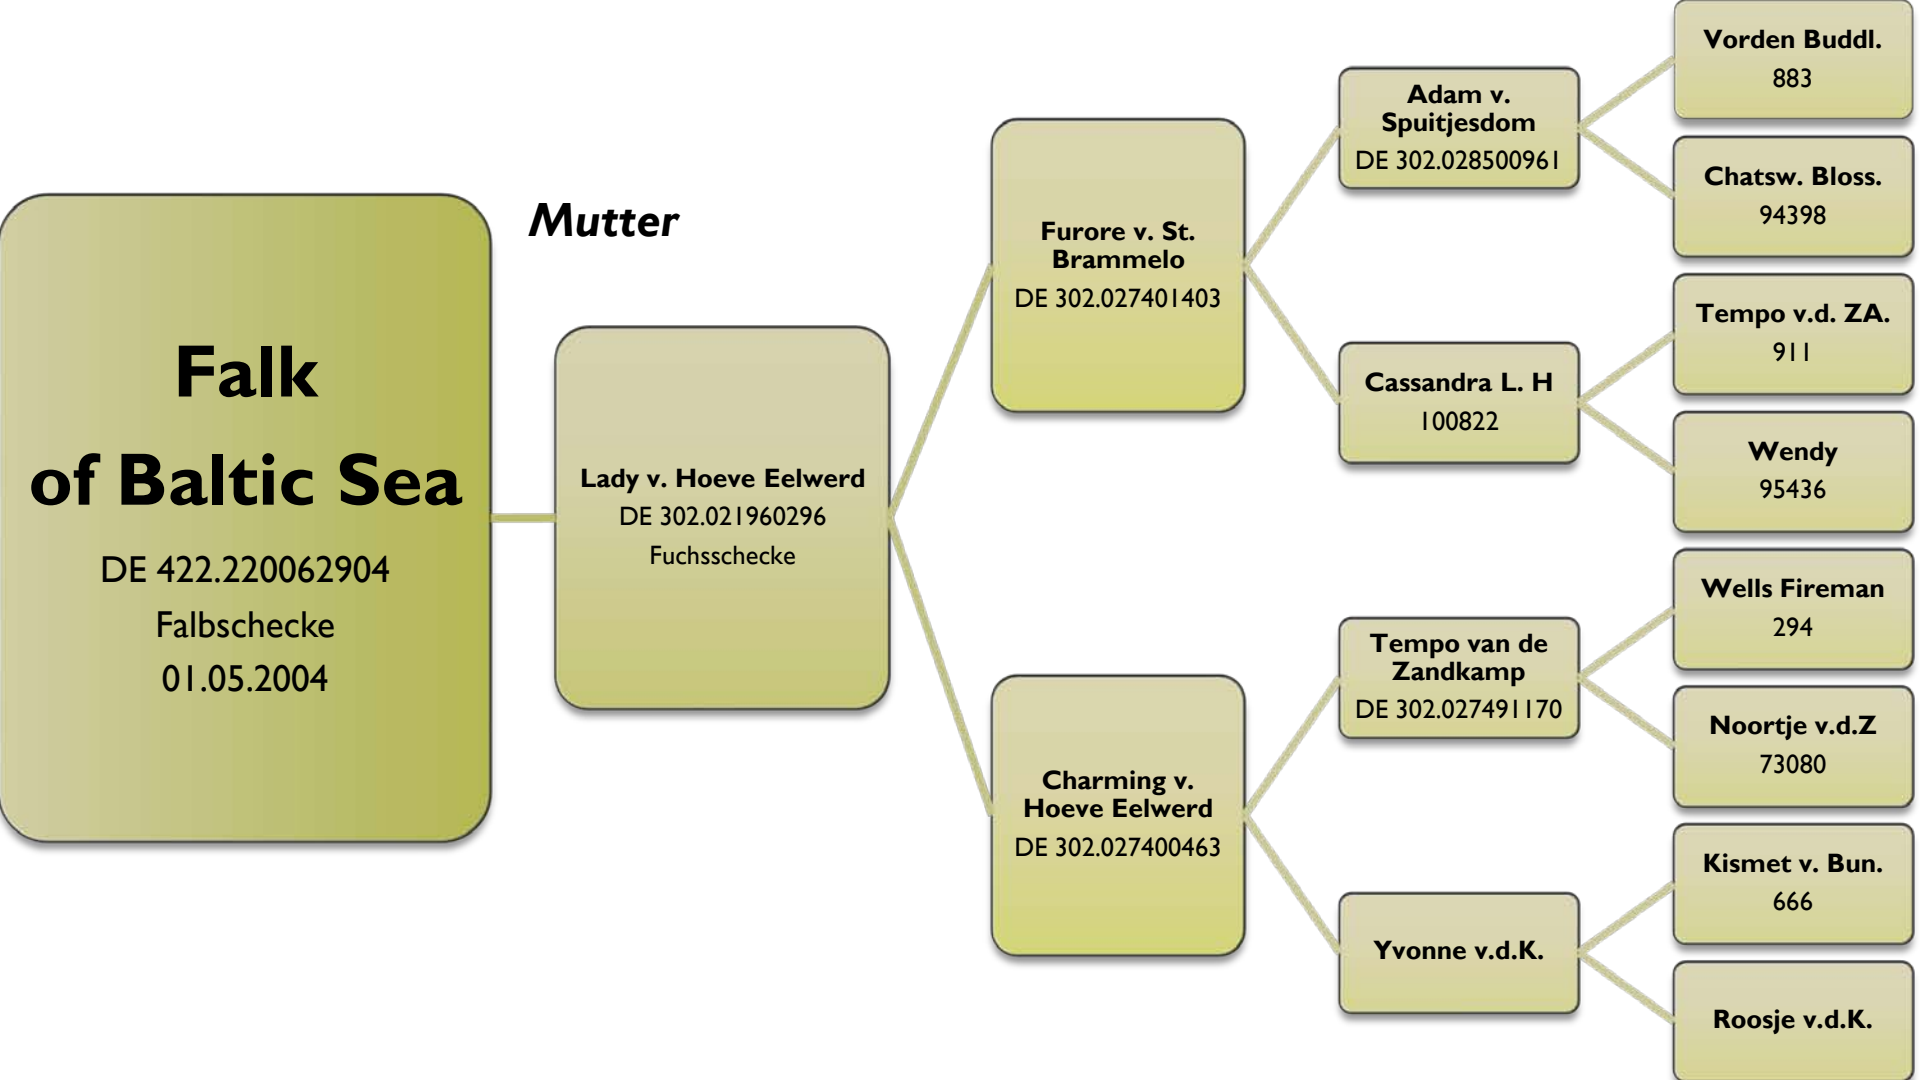 Falk
of Baltic Sea
DE 422.220062904
Falbschecke
01.05.2004
Mutter
Lady v. Hoeve Eelwerd
DE 302.021960296
Fuchsschecke
Furore v. St.
Brammelo
DE 302.027401403
Charming v.
Hoeve Eelwerd
DE 302.027400463
Adam v.
Spuitjesdom
DE 302.028500961
Cassandra L. H
100822
Tempo van de
Zandkamp
DE 302.027491170
Yvonne v.d.K.
Vorden Buddl.
883
Chatsw. Bloss.
94398
Tempo v.d. ZA.
911
Wendy
95436
Wells Fireman
294
Noortje v.d.Z
73080
Kismet v. Bun.
666
Roosje v.d.K.